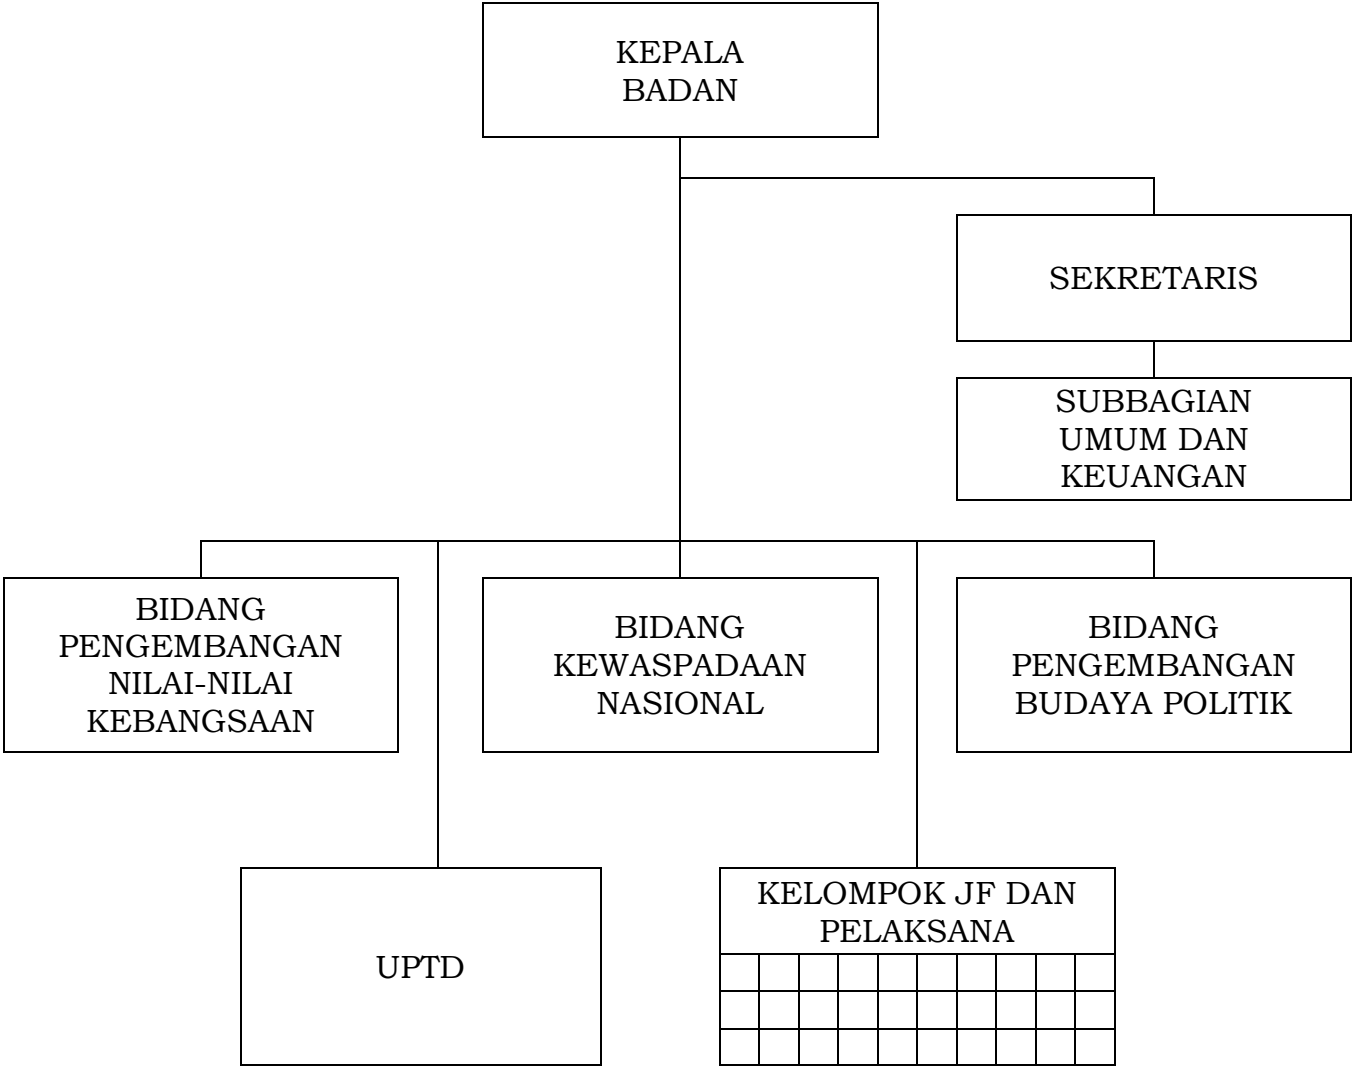 KEPALA
BADAN
SEKRETARIS
SUBBAGIAN
UMUM DAN
KEUANGAN
BIDANG
PENGEMBANGAN
NILAI-NILAI
KEBANGSAAN
BIDANG
KEWASPADAAN
NASIONAL
BIDANG
PENGEMBANGAN
BUDAYA POLITIK
UPTD
KELOMPOK JF DAN
PELAKSANA